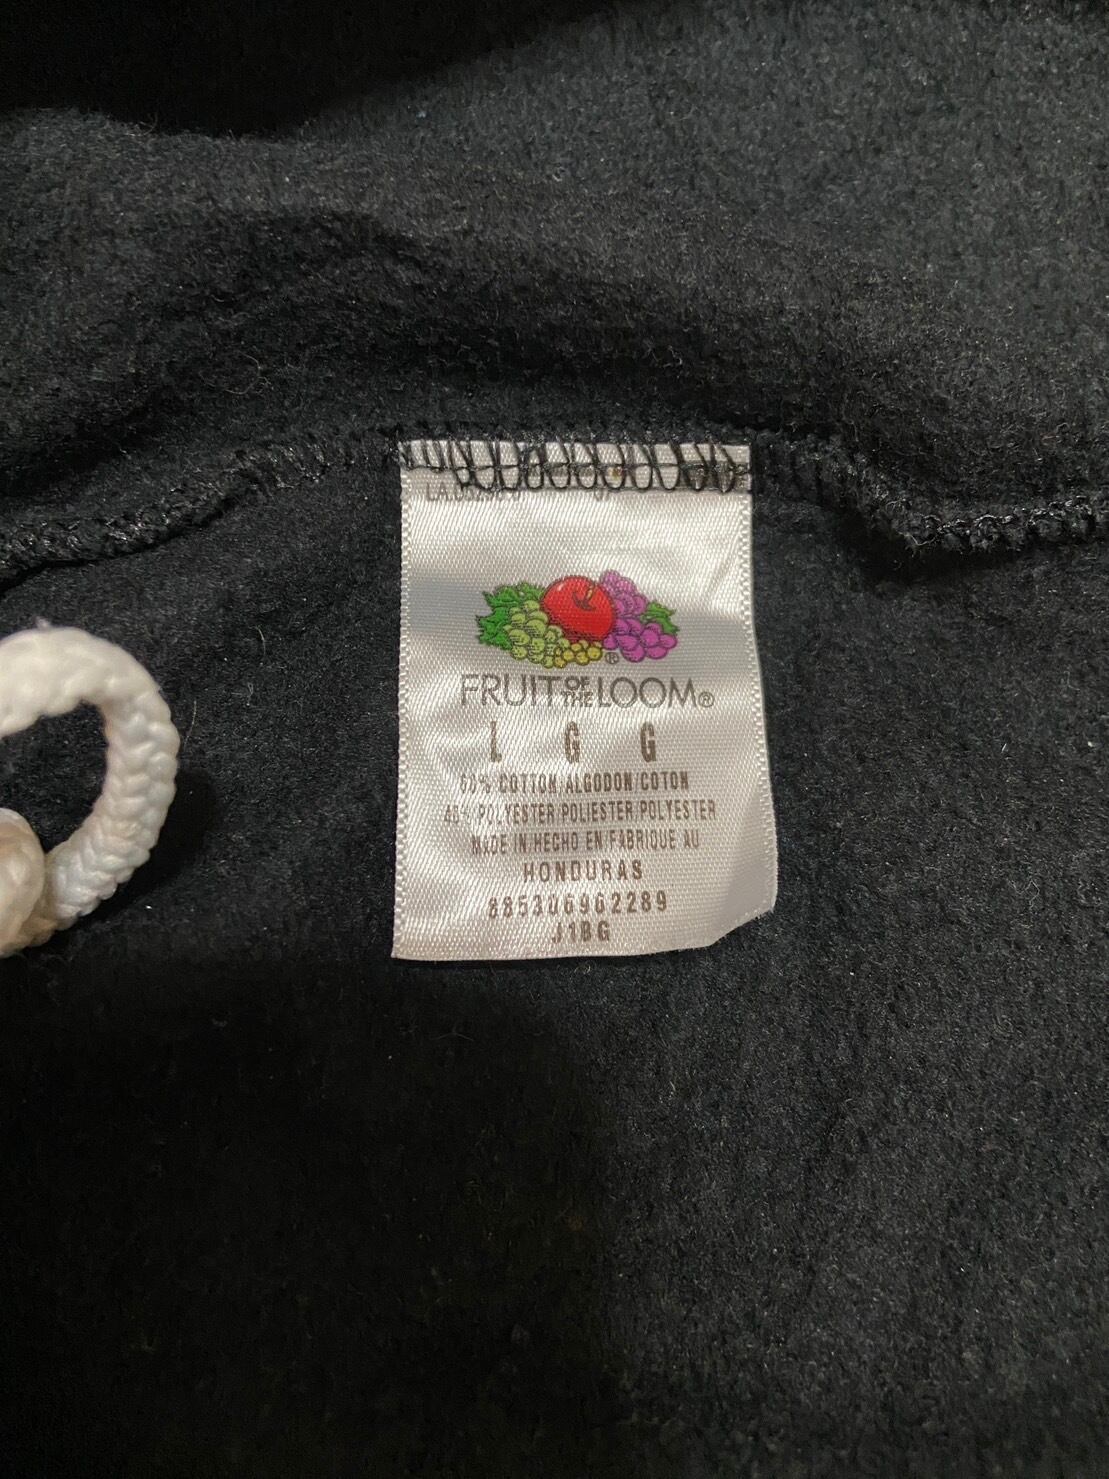 FRUIT OF THE LOOM®
L G G
60% COTTON/ALGODON/COTON
POLYESTER/POLIESTER/POLYESTER
MADE IN/HECHO EN/FABRIQUE AU
HONDURAS
885306962289
J1BG